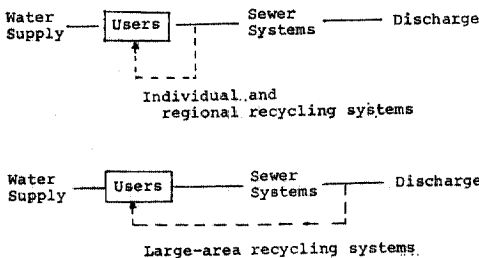 Water Supply
Users
Sewer Systems
Discharge
Individual and
regional recycling systems
Water Supply
Users
Sewer Systems
Discharge
Large-area recycling systems